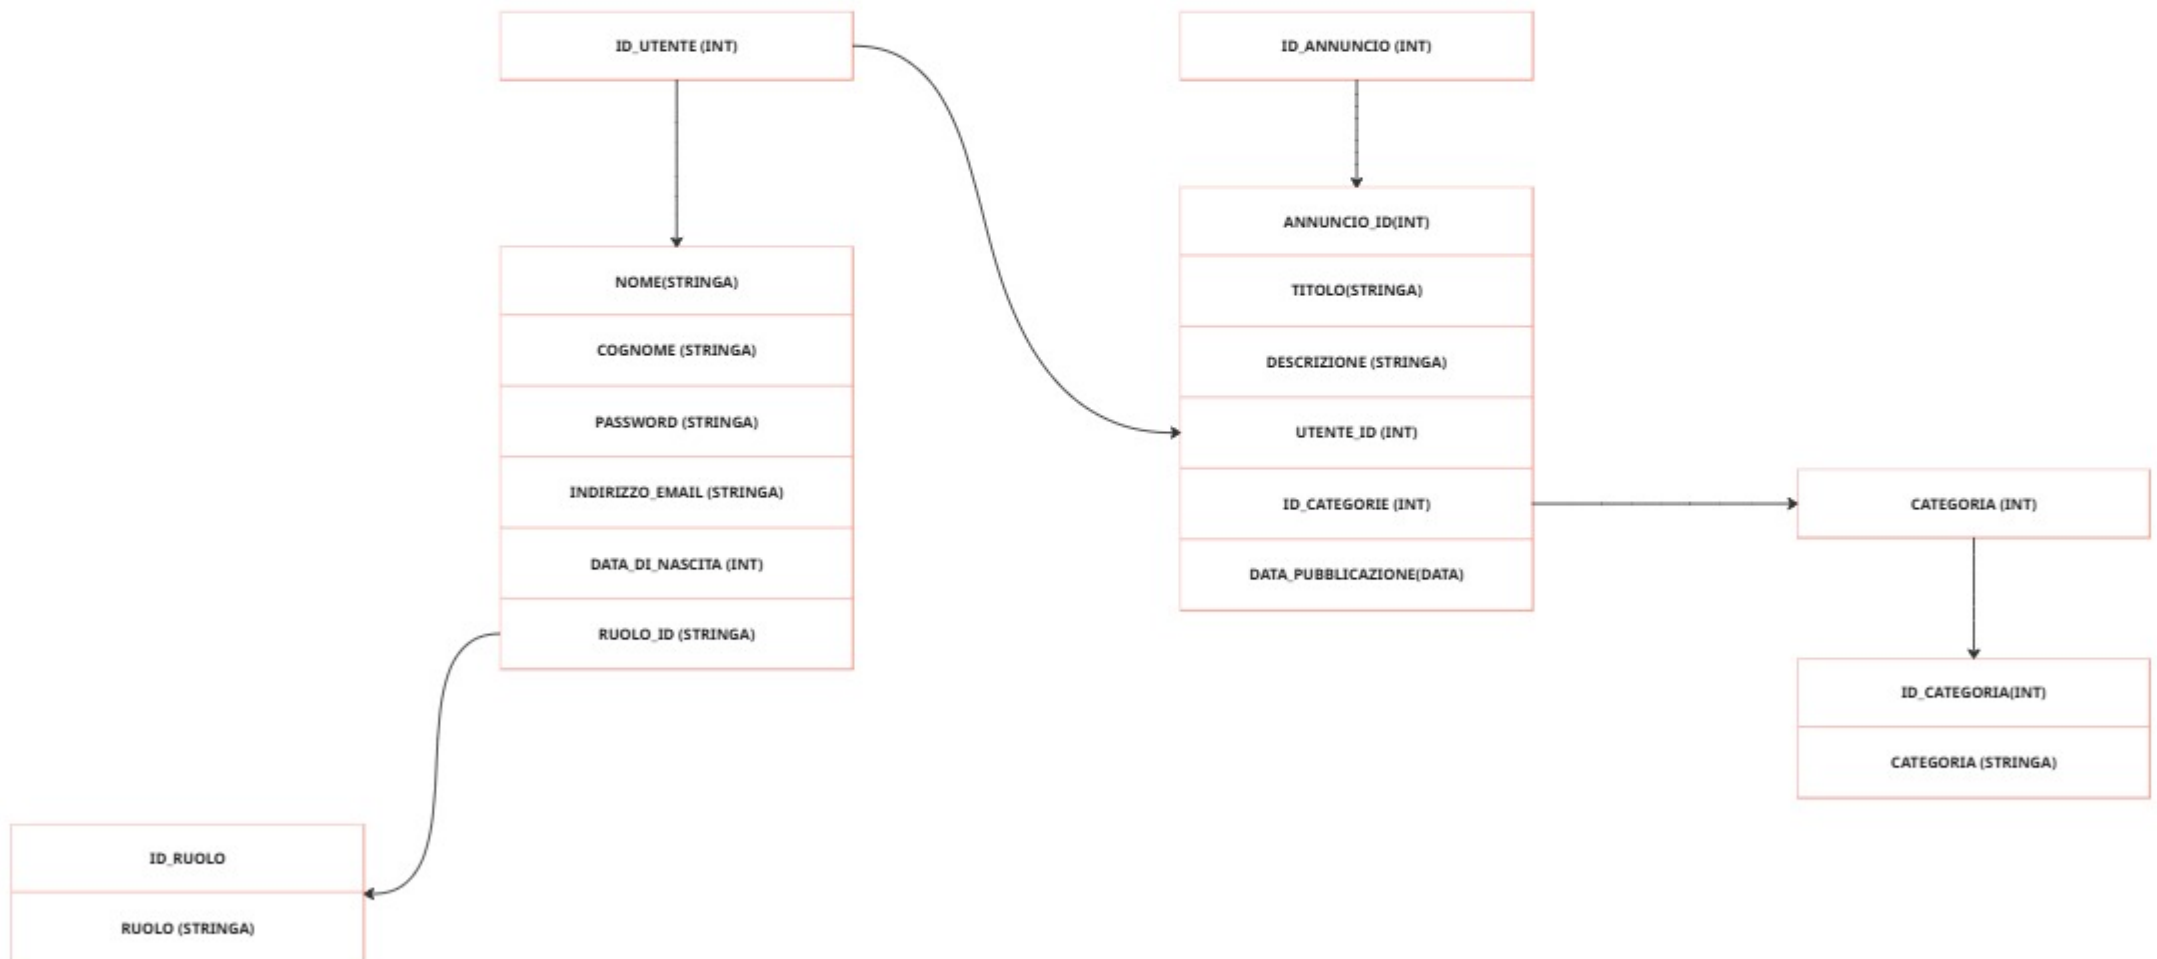 ID_UTENTE (INT)
NOME(STRINGA)
COGNOME (STRINGA)
PASSWORD (STRINGA)
INDIRIZZO_EMAIL (STRINGA)
DATA_DI_NASCITA (INT)
RUOLO_ID (STRINGA)
ID_RUOLO
RUOLO (STRINGA)
ID_ANNUNCIO (INT)
ANNUNCIO_ID(INT)
TITOLO(STRINGA)
DESCRIZIONE (STRINGA)
UTENTE_ID (INT)
ID_CATEGORIE (INT)
DATA_PUBBLICAZIONE(DATA)
CATEGORIA (INT)
ID_CATEGORIA(INT)
CATEGORIA (STRINGA)